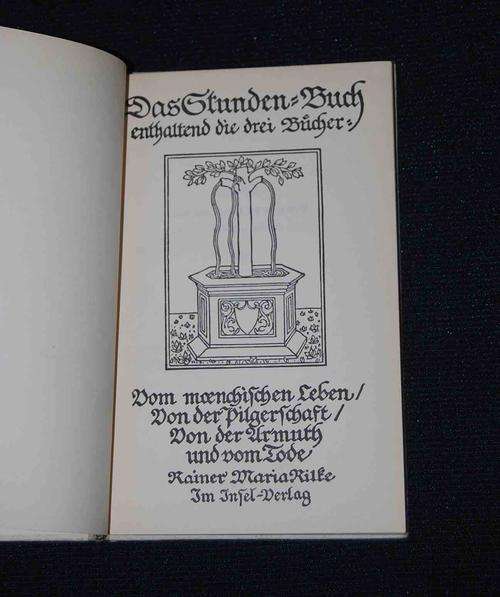 Das Stunden=Buch
enthaltend die drei Bücher:
Vom mœnchischen Leben/
Von der Pilgerschaft/
Von der Armuth
und vom Tode
Rainer Maria Rilke
Im Insel-Verlag